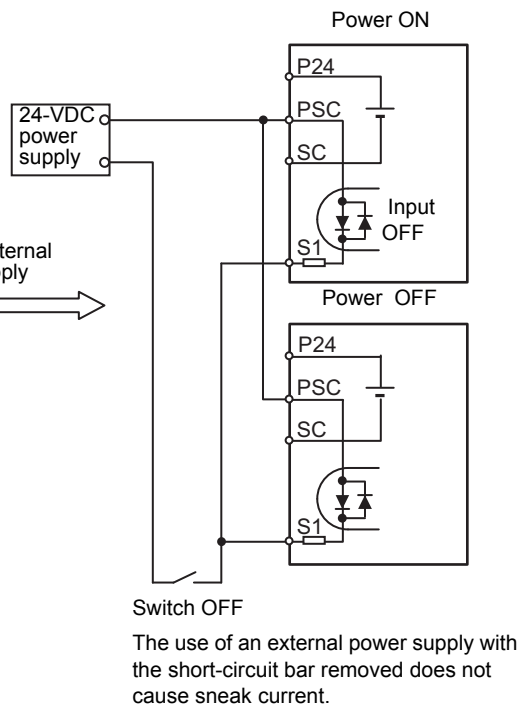 Power ON
P24
24-VDC
power
supply
PSC
SC
Input
OFF
S1
Power OFF
P24
PSC
SC
S1
Switch OFF
The use of an external power supply with
the short-circuit bar removed does not
cause sneak current.